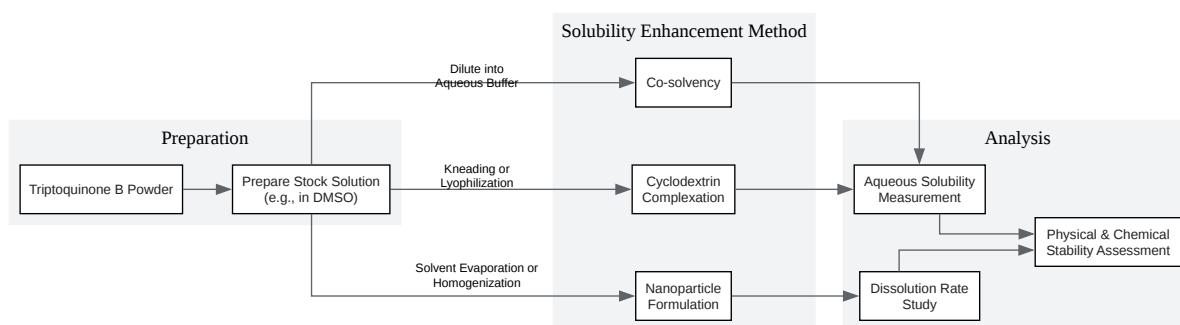 Solubility Enhancement Method
Dilute into
Aqueous Buffer
Co-solvency
Preparation
Analysis
Triptoquinone B Powder
Prepare Stock Solution
(e.g., in DMSO)
Kneading or
Lyophilization
Cyclodextrin
Complexation
Aqueous Solubility
Measurement
Physical & Chemical
Stability Assessment
Solvent Evaporation or
Homogenization
Nanoparticle
Formulation
Dissolution Rate
Study